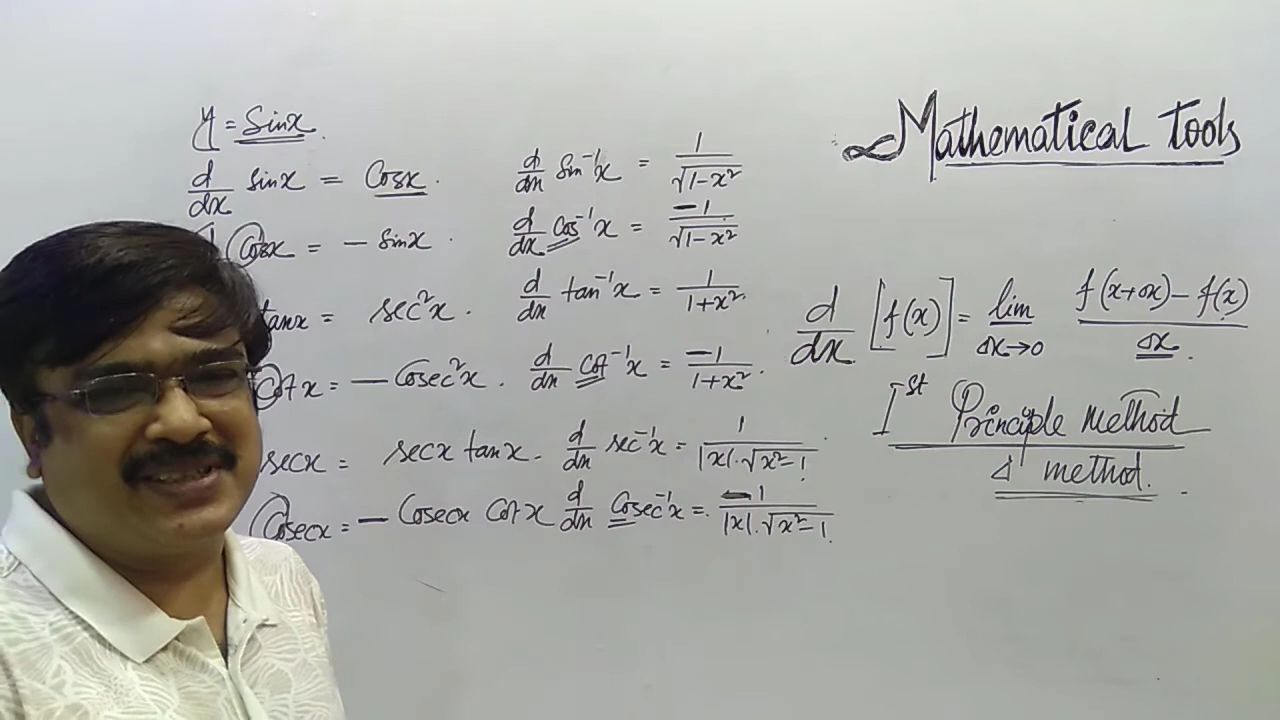 Mathematical Tools
y = Sinx
d/dx sinx = Cosx.
Cosx = - sinx.
tanx = sec²x.
Cotx = - Cosec²x.
secx = secx tanx.
Cosecx = - Cosecx Cotx
d/dx Sin⁻¹x = 1/√1-x²
d/dx Cos⁻¹x = -1/√1-x²
d/dx tan⁻¹x = 1/1+x².
d/dx Cot⁻¹x = -1/1+x².
d/dx sec⁻¹x = 1/|x|.√x²-1.
d/dx Cosec⁻¹x = -1/|x|.√x²-1.
d/dx [f(x)] = lim Δx→0 f(x+Δx) - f(x)/Δx.
Iˢᵗ Principle method
Δ method.